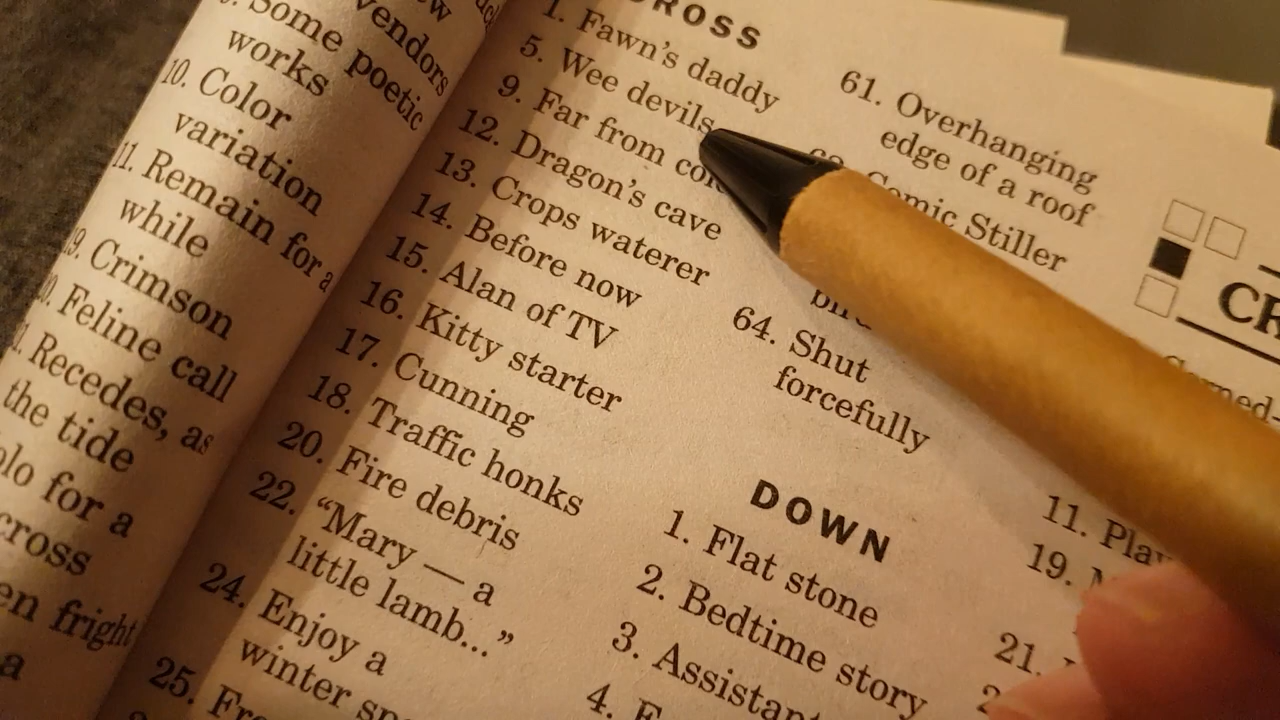 Some poetic
works
vendors
10. Color
variation
11. Remain for a
while
Crimson
Feline call
Recedes, as
the tide
for a
fright
a
1. Fawn's daddy
5. Wee devils
9. Far from
12. Dragon's cave
13. Crops waterer
14. Before now
15. Alan of TV
16. Kitty starter
17. Cunning
18. Traffic honks
20. Fire debris
22. “Mary — a
little lamb...”
24. Enjoy a
winter
25.
61. Overhanging
edge of a roof
Stiller
64. Shut
forcefully
DOWN
1. Flat stone
2. Bedtime story
3. Assistant
4.
11.
19.
21.